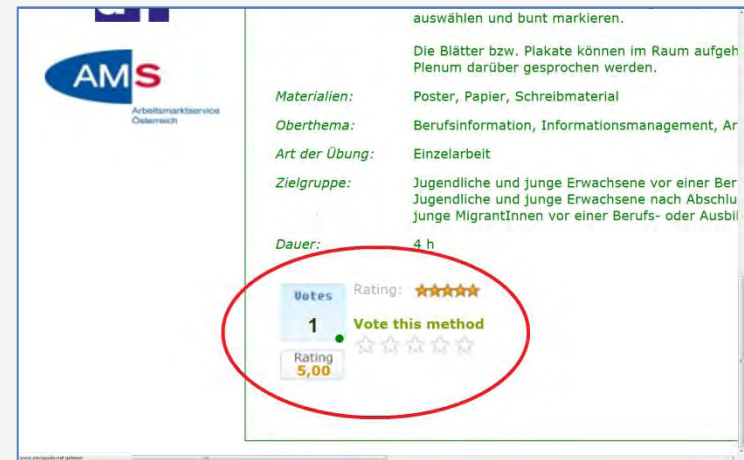 auswählen und bunt markieren.
Die Blätter bzw. Plakate können im Raum aufgeh
Plenum darüber gesprochen werden.
AMS
Arbeitsmarktservice
Österreich
Materialien: Poster, Papier, Schreibmaterial
Oberthema: Berufsinformation, Informationsmanagement, Ar
Art der Übung: Einzelarbeit
Zielgruppe: Jugendliche und junge Erwachsene vor einer Ber
Jugendliche und junge Erwachsene nach Abschlu
junge MigrantInnen vor einer Berufs- oder Ausbil
Dauer: 4 h
Votes
1
Rating:
Vote this method
Rating
5,00